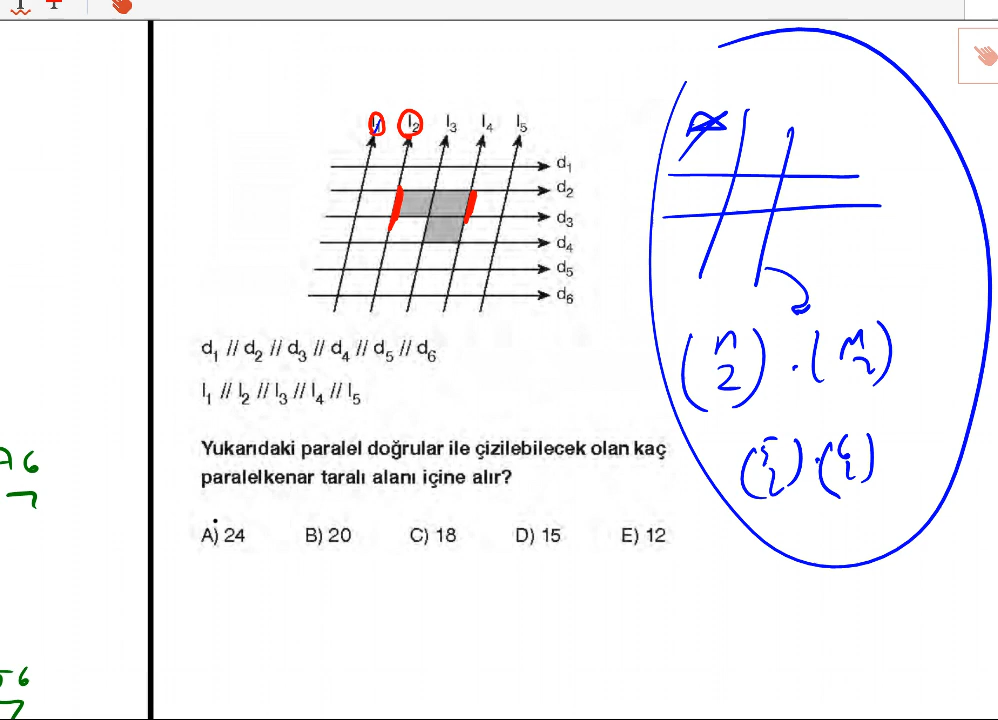 l₁ l₂ l₃ l₄ l₅
d₁
d₂
d₃
d₄
d₅
d₆
d₁ // d₂ // d₃ // d₄ // d₅ // d₆
l₁ // l₂ // l₃ // l₄ // l₅
Yukarıdaki paralel doğrular ile çizilebilecek olan kaç
paralelkenar taralı alanı içine alır?
A) 24 B) 20 C) 18 D) 15 E) 12
(n 2) . (m 2)
(5 2) . (6 2)